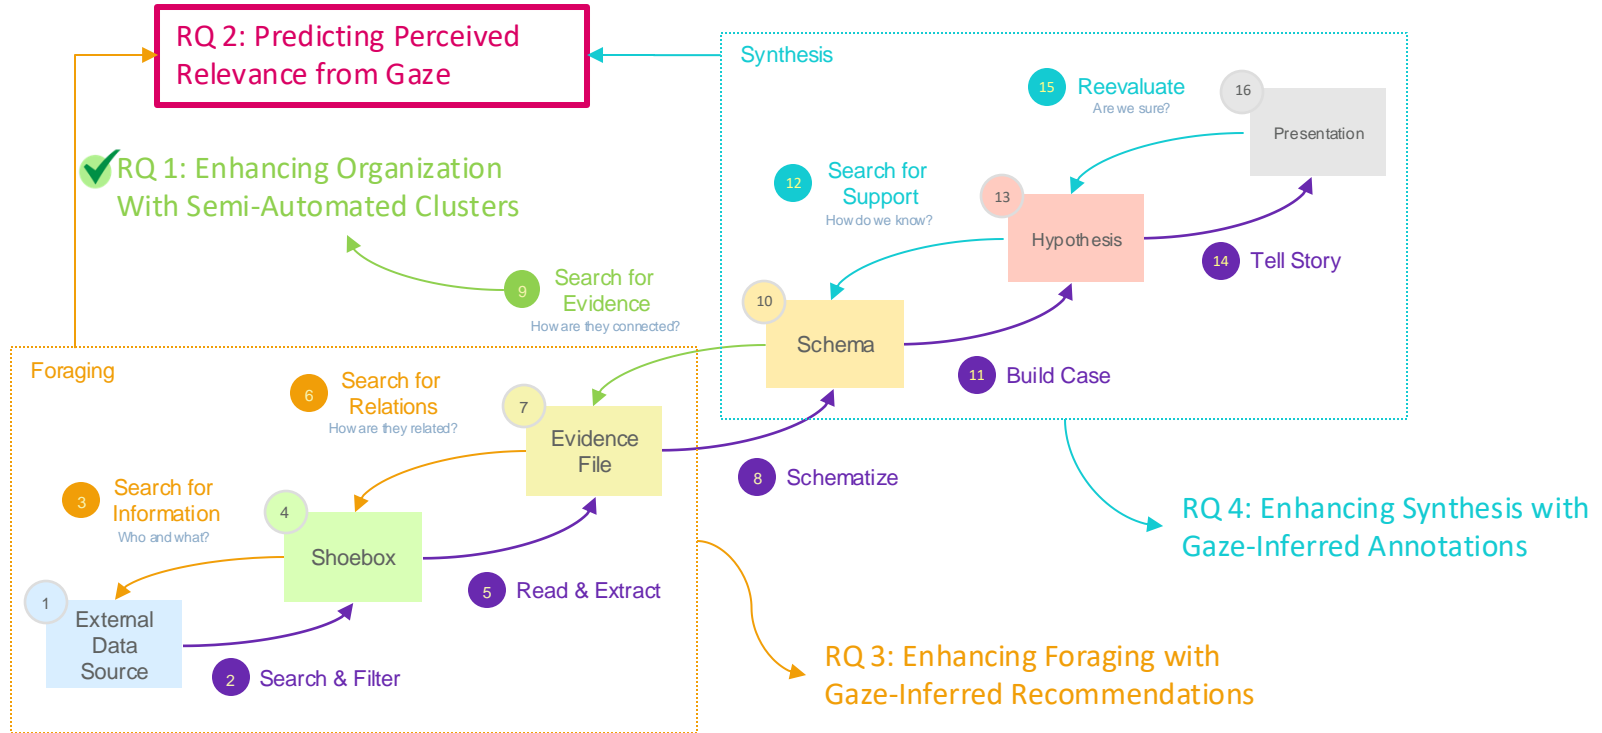 RQ 2: Predicting Perceived
Relevance from Gaze
RQ 1: Enhancing Organization
With Semi-Automated Clusters
Synthesis
15
Reevaluate
Are we sure?
16
Presentation
12
Search for
Support
How do we know?
13
Hypothesis
14
Tell Story
9
Search for
Evidence
How are they connected?
10
Schema
11
Build Case
Foraging
6
Search for
Relations
How are they related?
7
Evidence
File
8
Schematize
3
Search for
Information
Who and what?
4
Shoebox
5
Read & Extract
1
External
Data
Source
2
Search & Filter
RQ 4: Enhancing Synthesis with
Gaze-Inferred Annotations
RQ 3: Enhancing Foraging with
Gaze-Inferred Recommendations